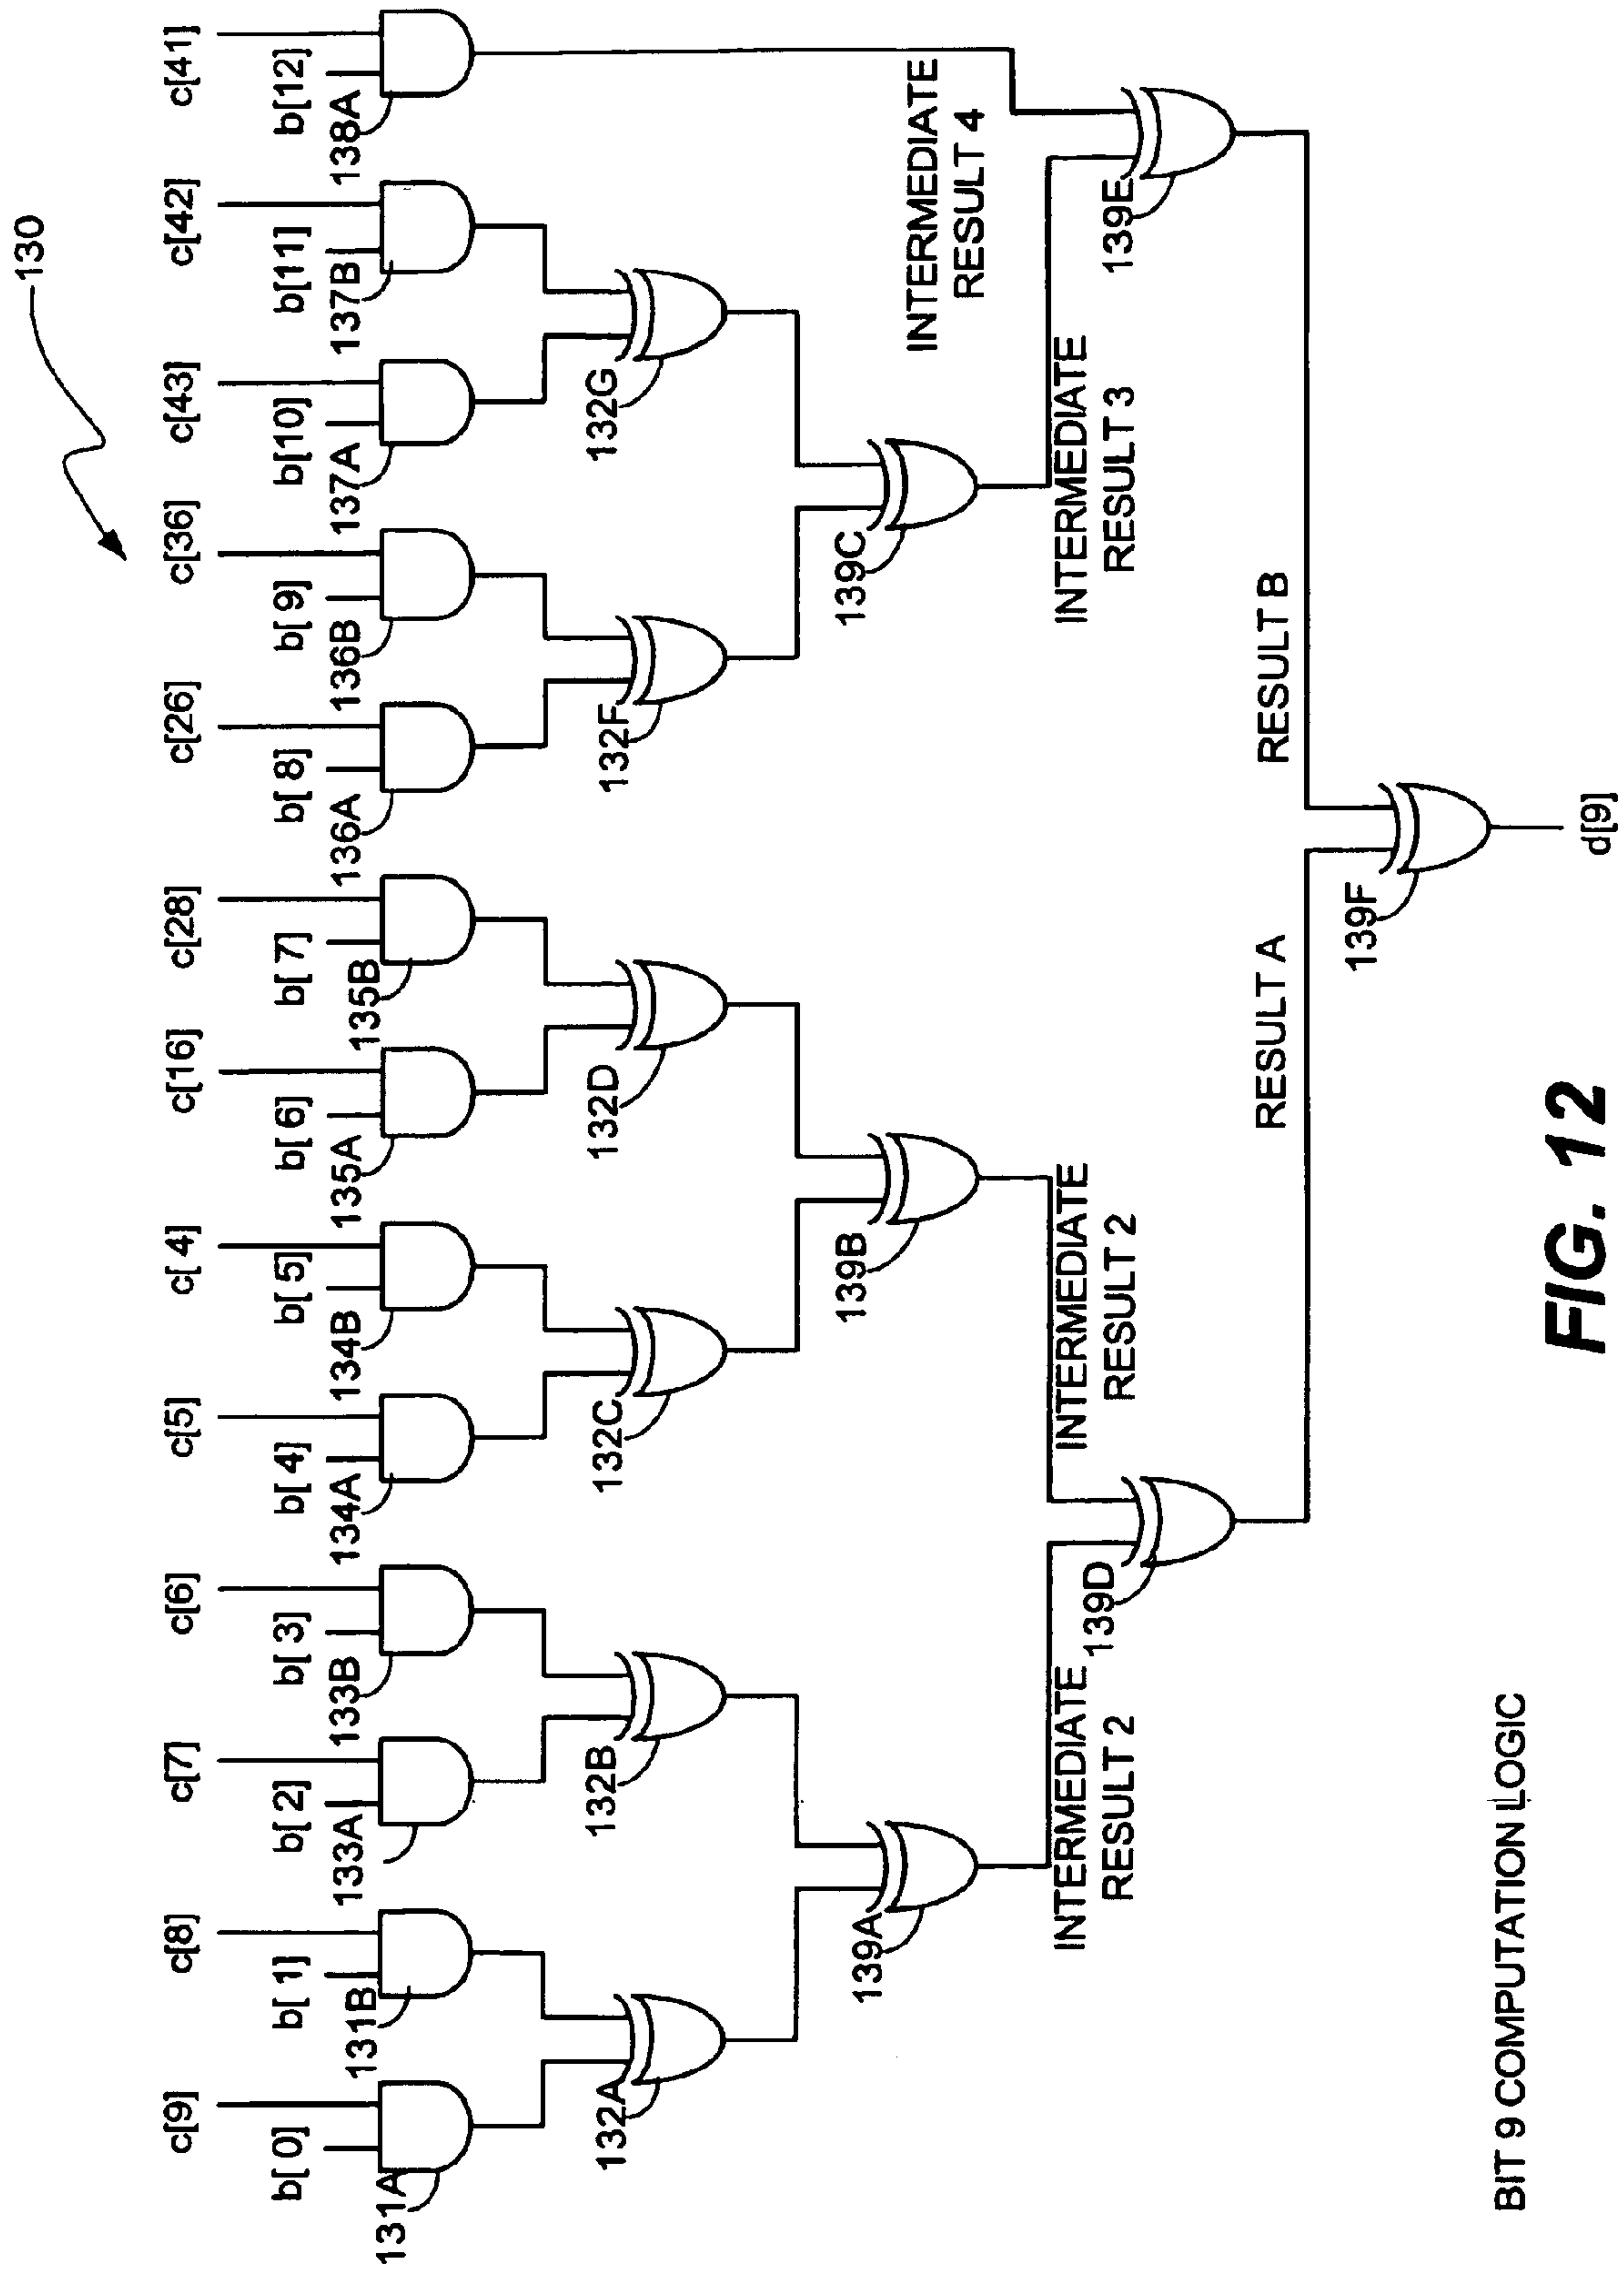 130
c[9]
c[8]
c[7]
c[6]
c[5]
c[4]
c[16]
c[28]
c[26]
c[36]
c[43]
c[42]
c[41]
b[0]
b[1]
b[2]
b[3]
b[4]
b[5]
b[6]
b[7]
b[8]
b[9]
b[10]
b[11]
b[12]
131A
131B
133A
133B
134A
134B
135A
135B
136A
136B
137A
137B
138A
132A
132B
132C
132D
132F
132G
139A
139B
139C
INTERMEDIATE
RESULT 4
INTERMEDIATE
RESULT 2
INTERMEDIATE
RESULT 2
INTERMEDIATE
RESULT 3
139D
139E
RESULT A
RESULT B
139F
d[9]
BIT 9 COMPUTATION LOGIC
FIG. 12